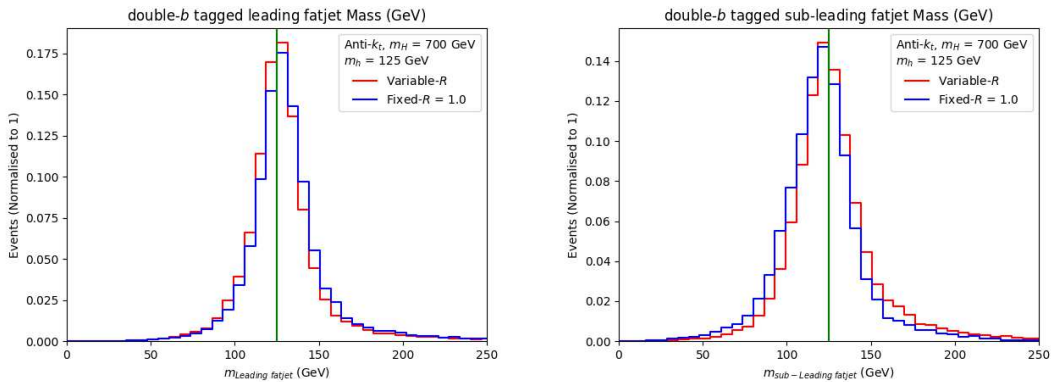 double-b tagged leading fatjet Mass (GeV)
Events (Normalised to 1)
0.175
0.150
0.125
0.100
0.075
0.050
0.025
0.000
Anti-kt, mH = 700 GeV
mh = 125 GeV
Variable-R
Fixed-R = 1.0
0 50 100 150 200 250
mLeading fatjet (GeV)
double-b tagged sub-leading fatjet Mass (GeV)
Events (Normalised to 1)
0.14
0.12
0.10
0.08
0.06
0.04
0.02
0.00
Anti-kt, mH = 700 GeV
mh = 125 GeV
Variable-R
Fixed-R = 1.0
0 50 100 150 200 250
msub−Leading fatjet (GeV)